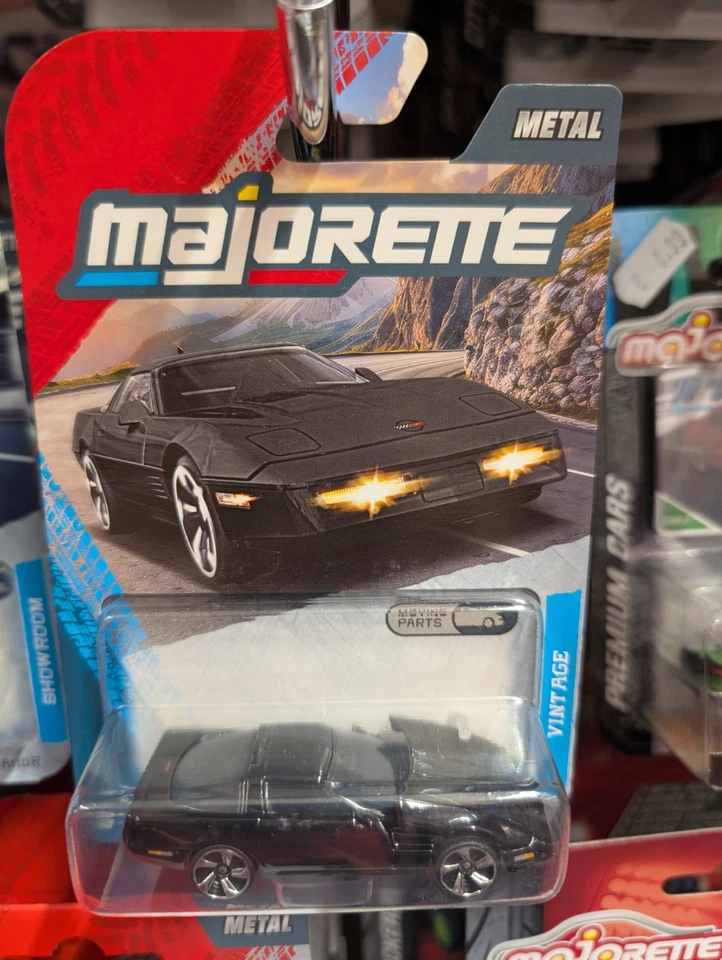 METAL
majorette
MOVING
PARTS
VINTAGE
SHOWROOM
PREMIUM CARS
METAL
majorette